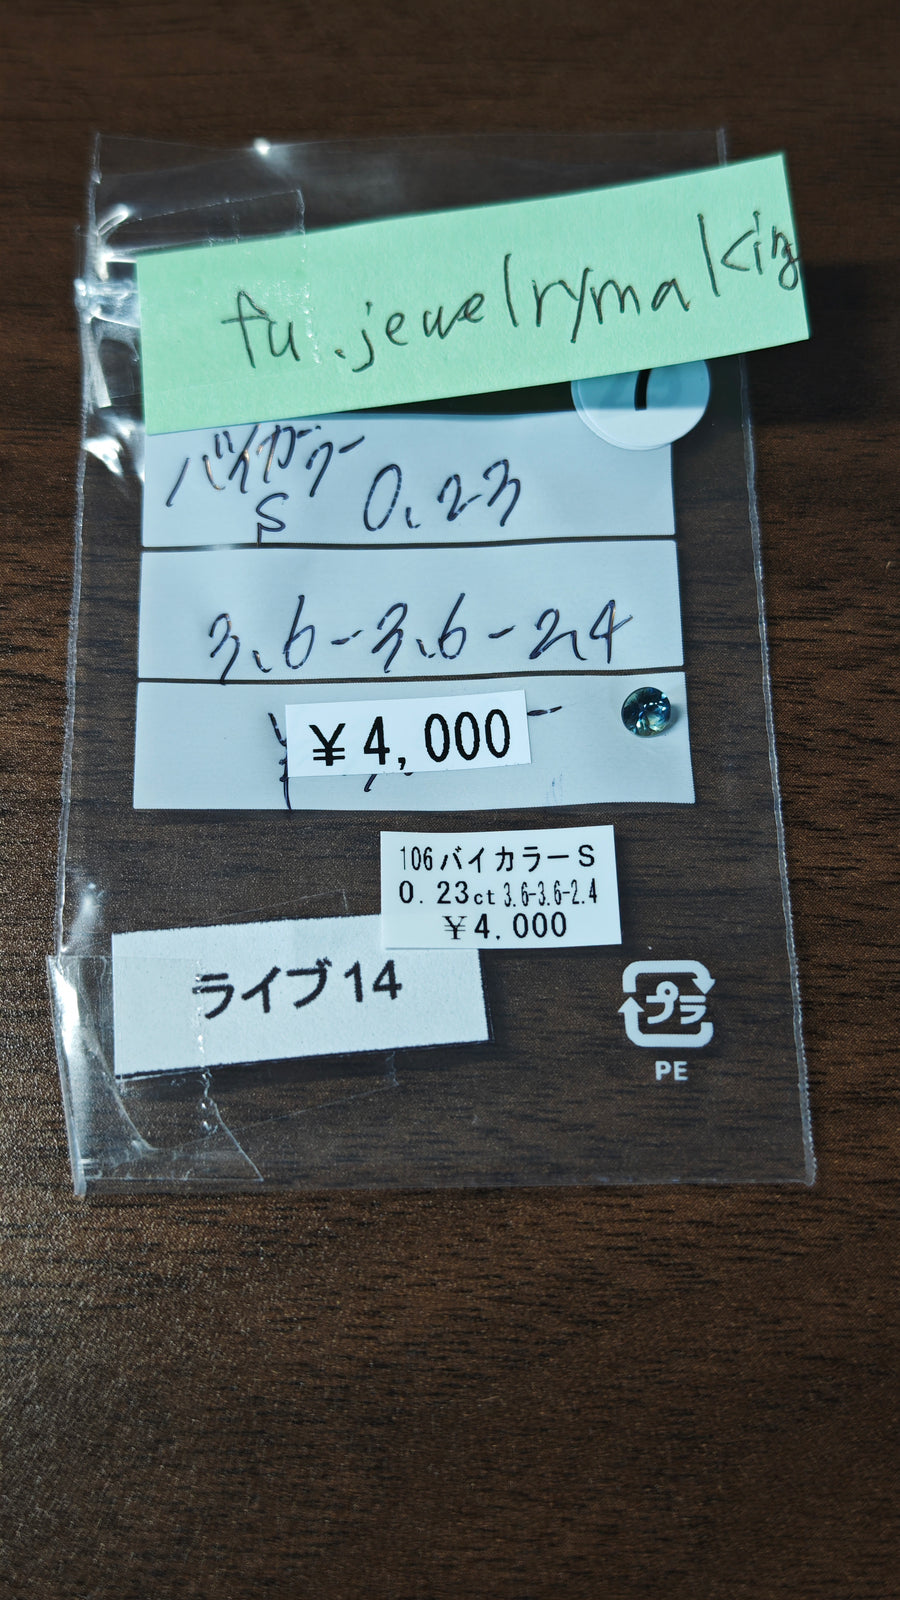 fu.jewelrymaking
1
バイカラー
S 0.23
3.6-3.6-2.4
¥4,000
106バイカラーS
0.23ct 3.6-3.6-2.4
¥4.000
ライブ14
プラ
PE